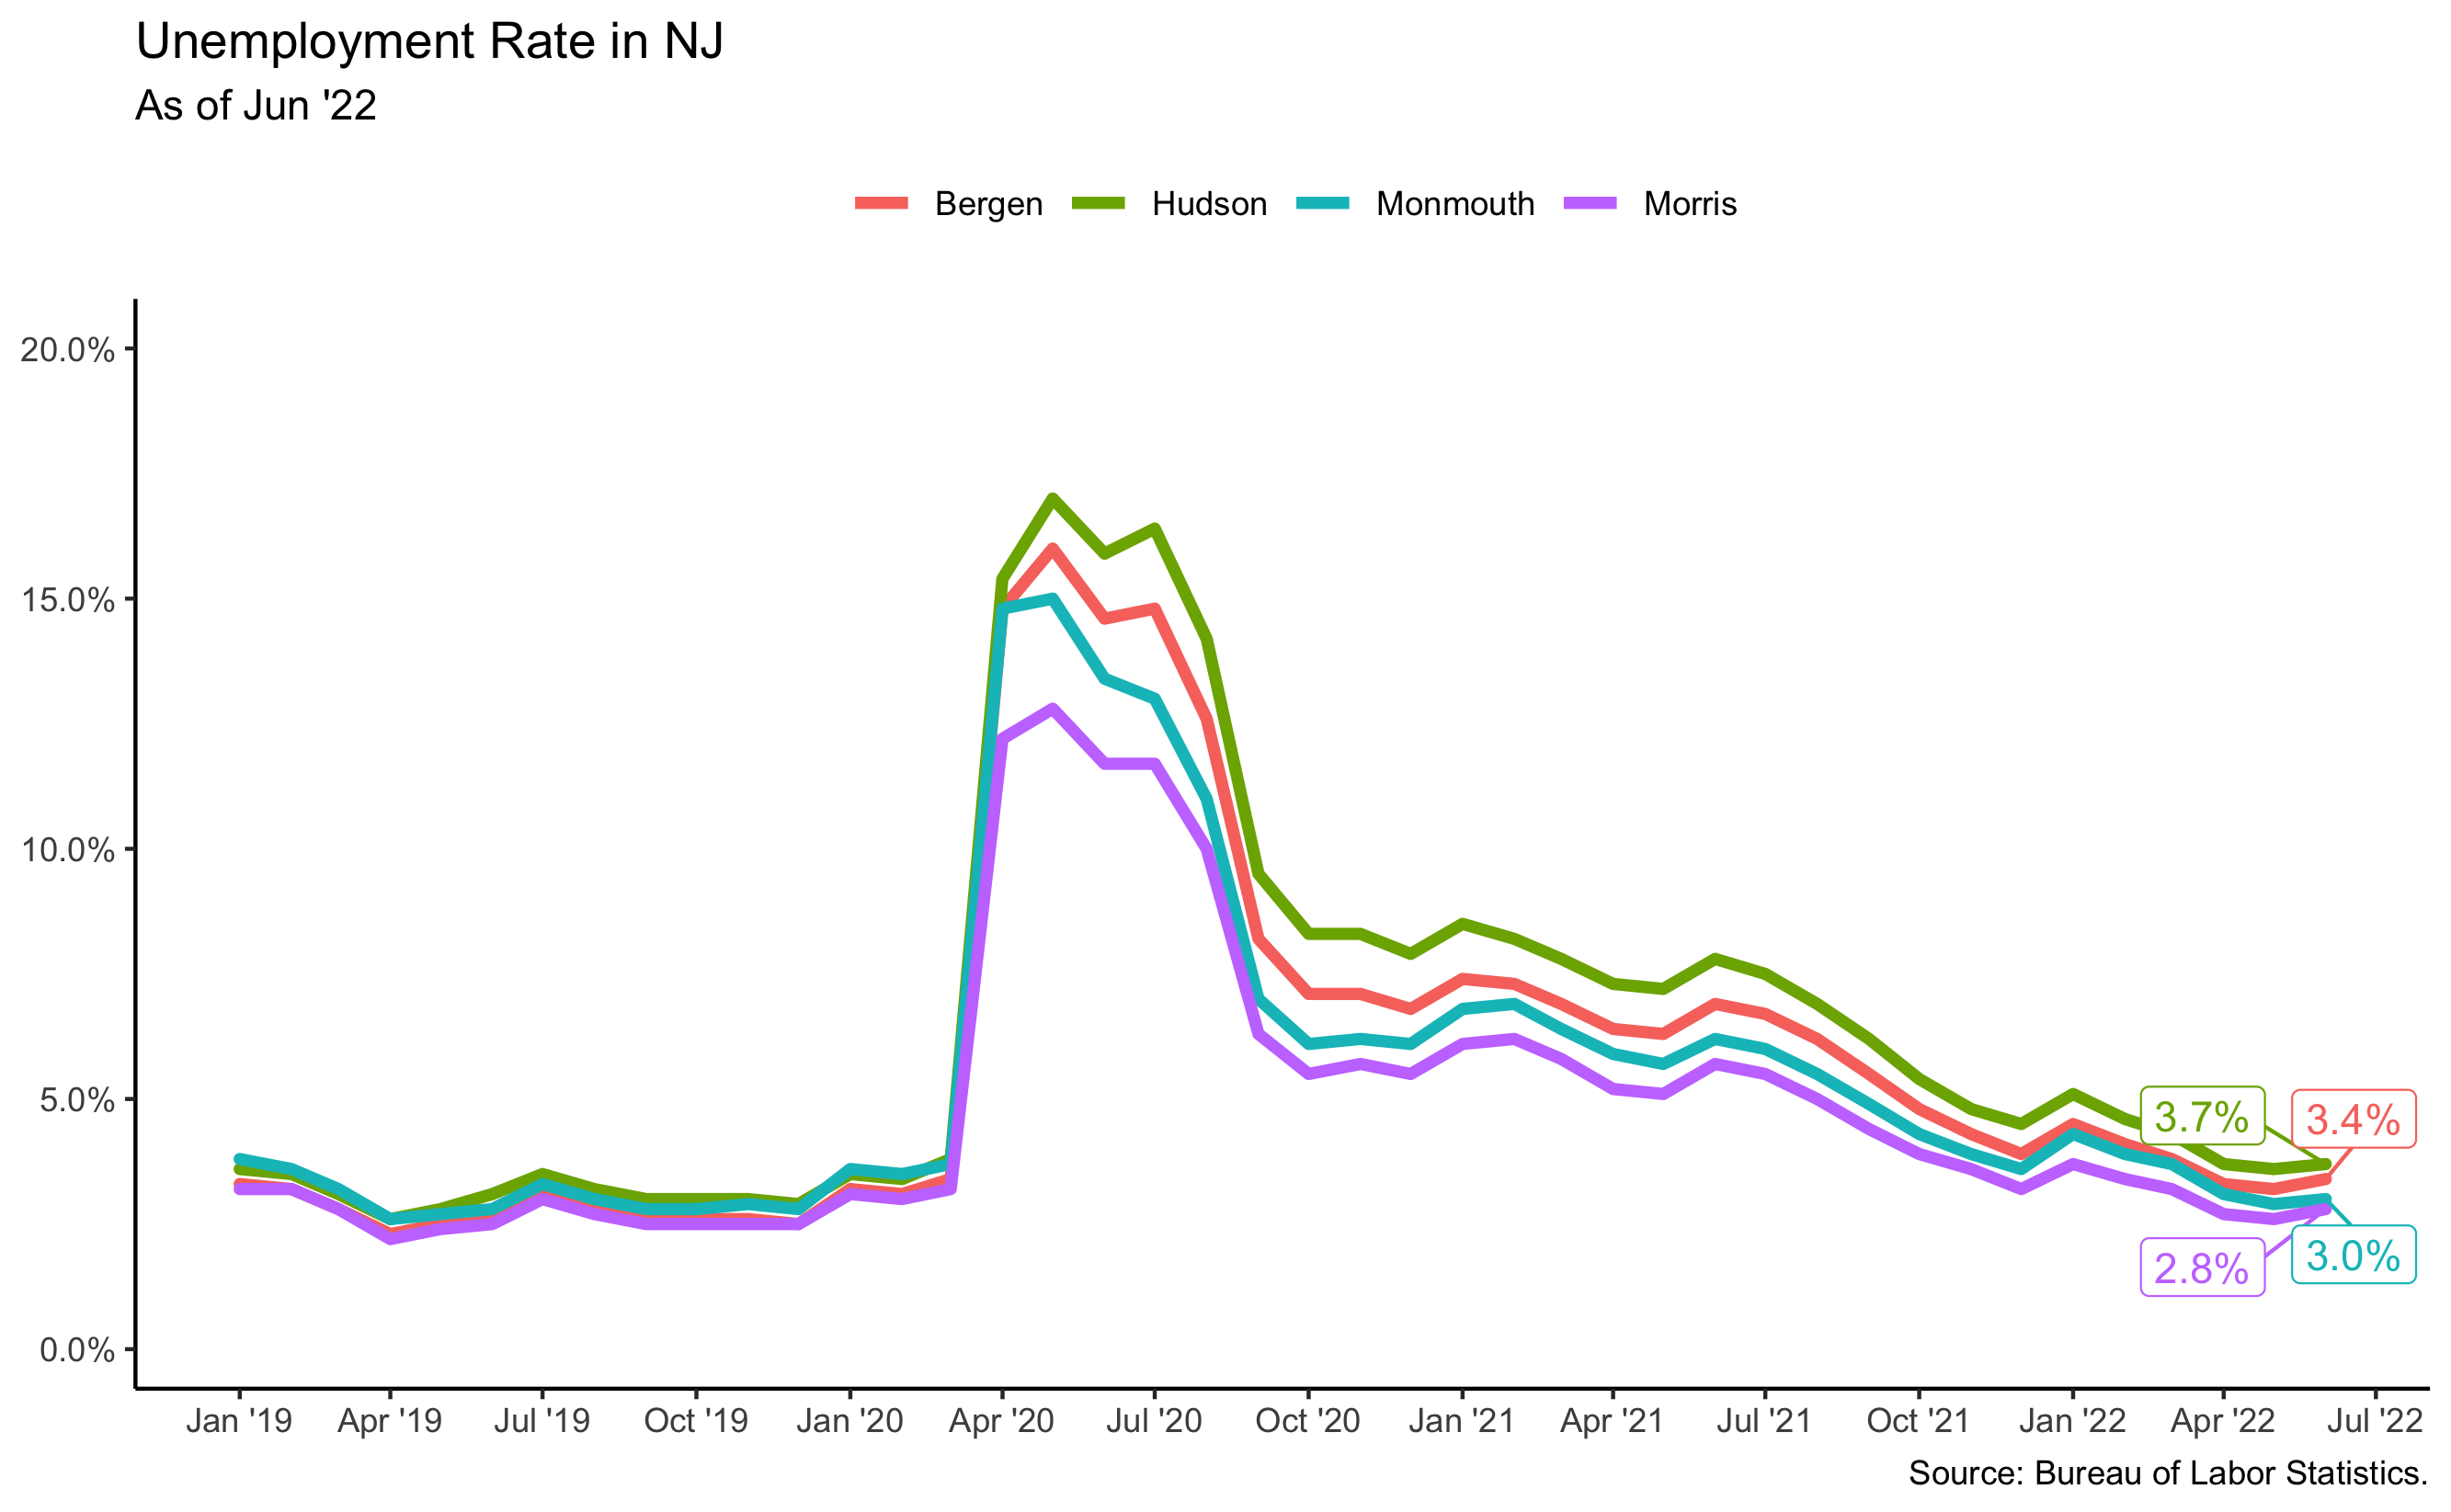 Unemployment Rate in NJ
As of Jun '22
Bergen Hudson Monmouth Morris
20.0%
15.0%
10.0%
5.0%
0.0%
3.7% 3.4%
2.8% 3.0%
Jan '19 Apr '19 Jul '19 Oct '19 Jan '20 Apr '20 Jul '20 Oct '20 Jan '21 Apr '21 Jul '21 Oct '21 Jan '22 Apr '22 Jul '22
Source: Bureau of Labor Statistics.